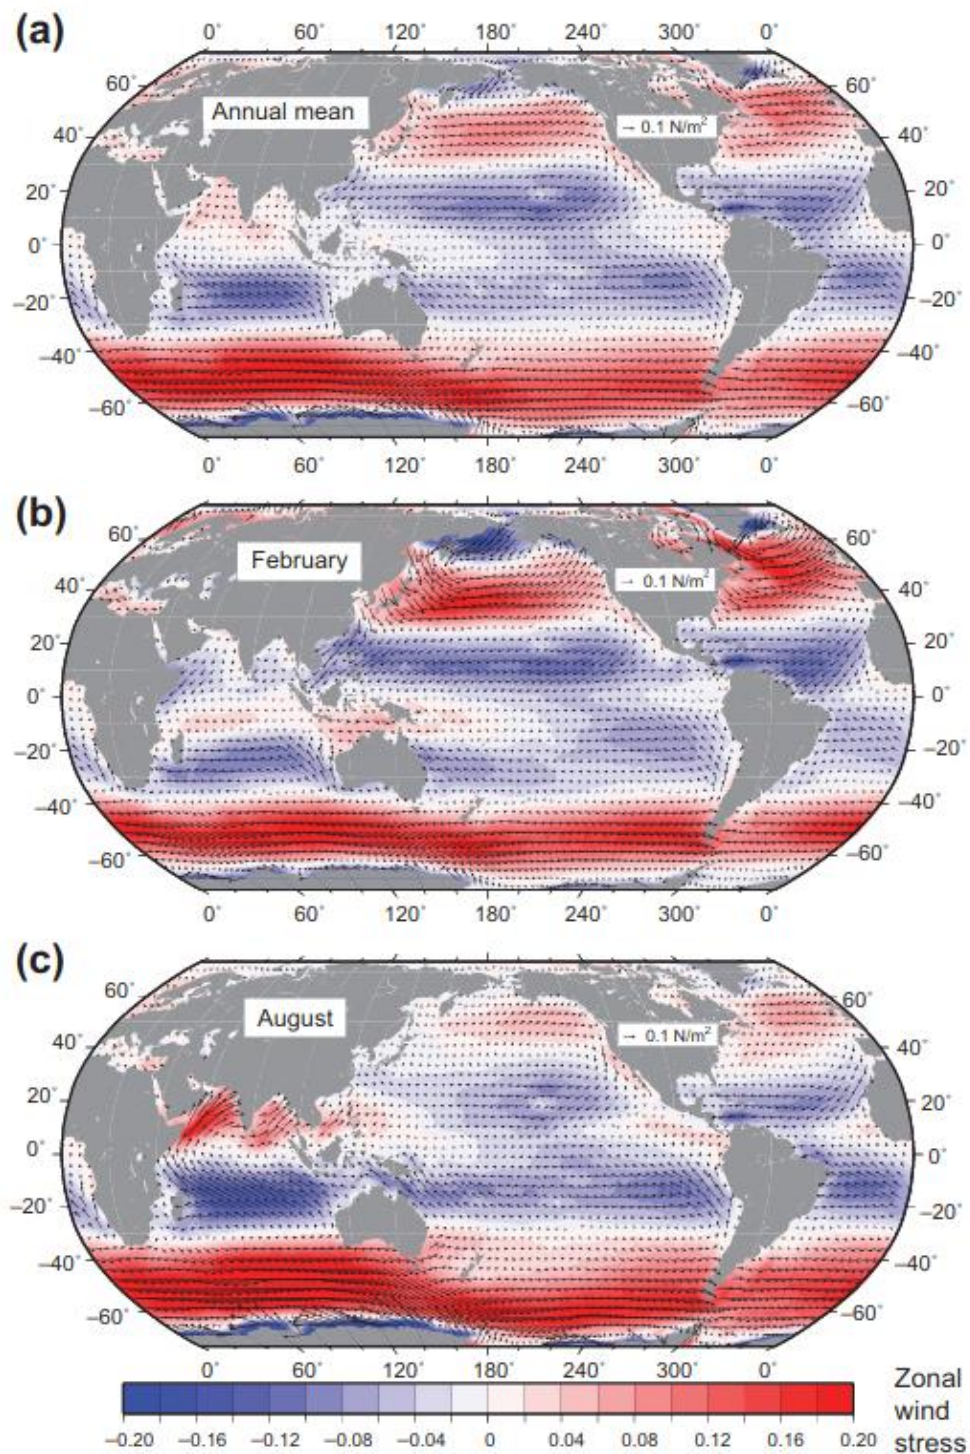 (a)
0° 120° 180° 240° 300° 0°
60° 60°
Annual mean
→ 0.1 N/m²
40° 40°
20° 20°
0° 0°
–20° –20°
–40° –40°
–60° –60°
0° 60° 120° 180° 240° 300° 0°
(b)
60° 60°
February
→ 0.1 N/m²
40° 40°
20° 20°
0° 0°
–20° –20°
–40° –40°
–60° –60°
0° 60° 120° 180° 240° 300° 0°
(c)
60° 60°
August
→ 0.1 N/m²
40° 40°
20° 20°
0° 0°
–20° –20°
–40° –40°
–60° –60°
0° 60° 120° 180° 240° 300° 0°
Zonal
wind
stress
–0.20 –0.16 –0.12 –0.08 –0.04 0 0.04 0.08 0.12 0.16 0.20